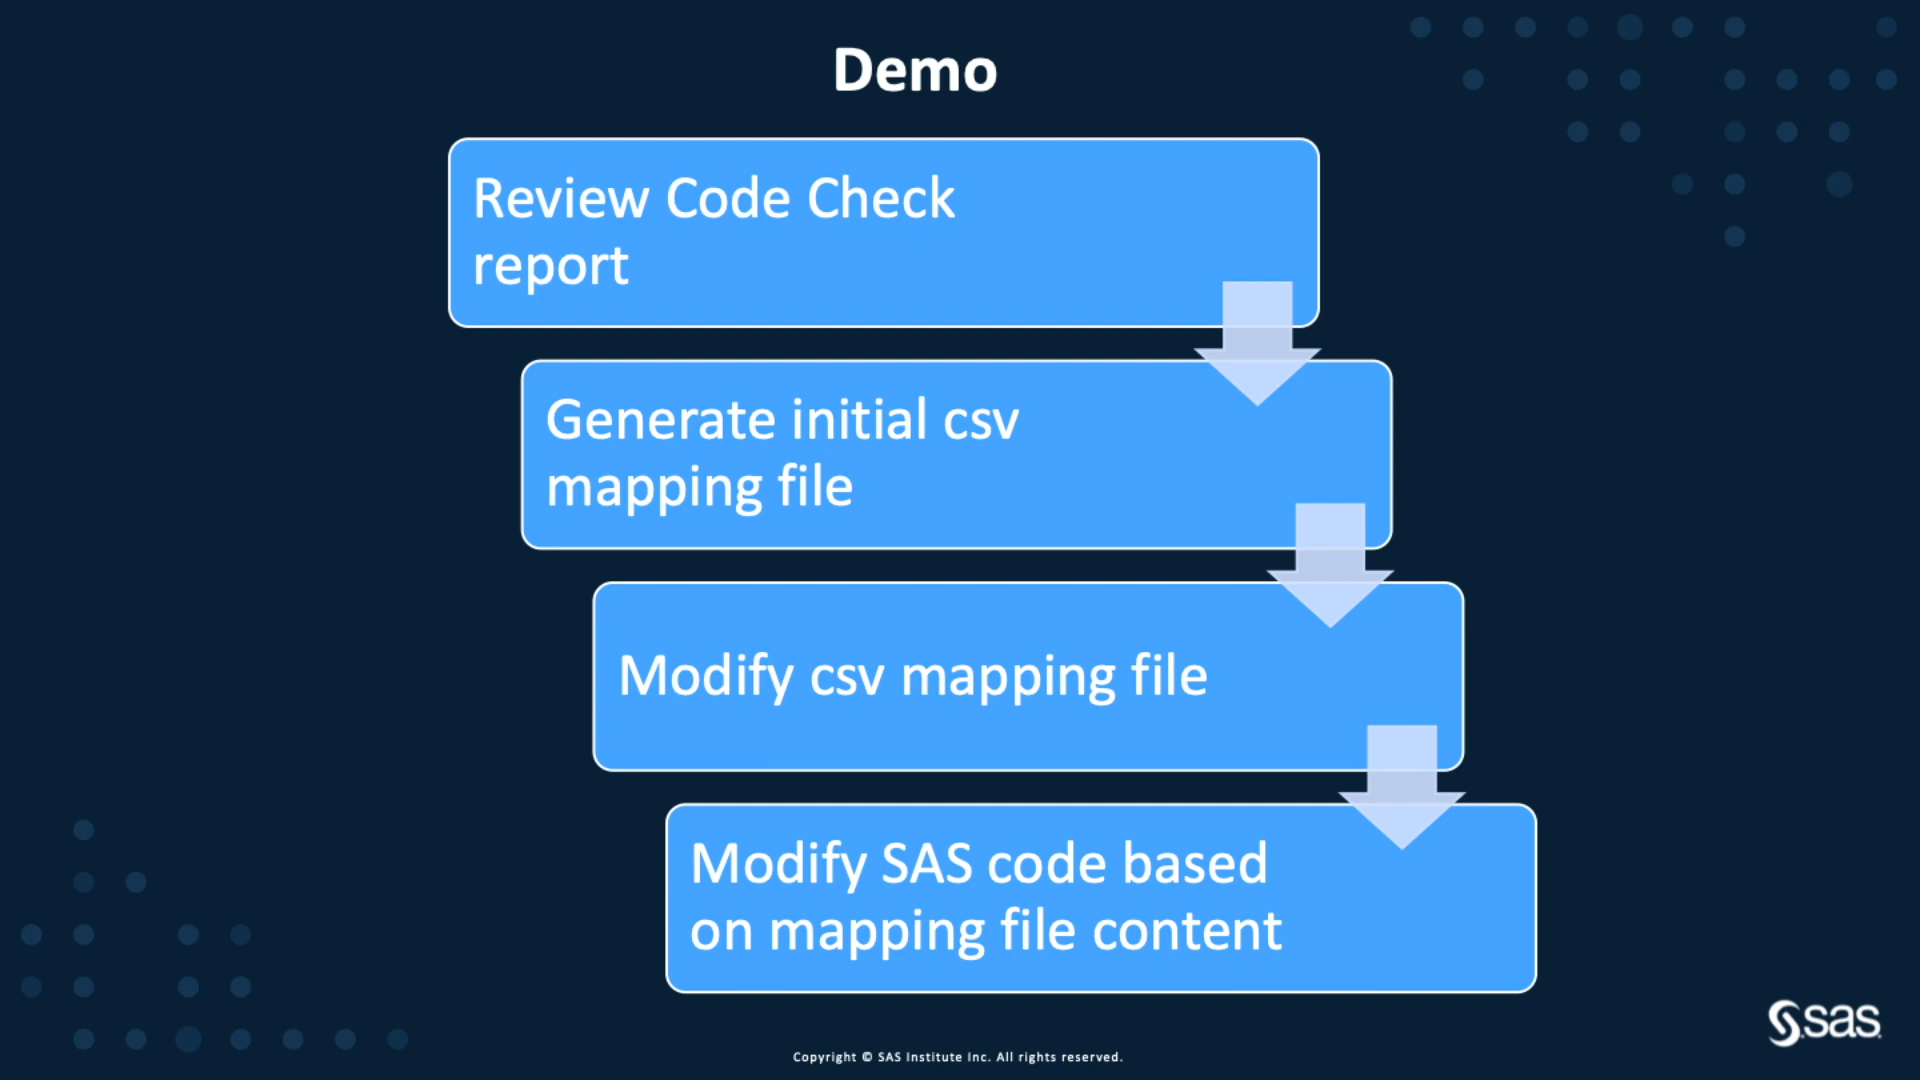 Demo
Review Code Check
report
Generate initial csv
mapping file
Modify csv mapping file
Modify SAS code based
on mapping file content
sas
Copyright © SAS Institute Inc. All rights reserved.